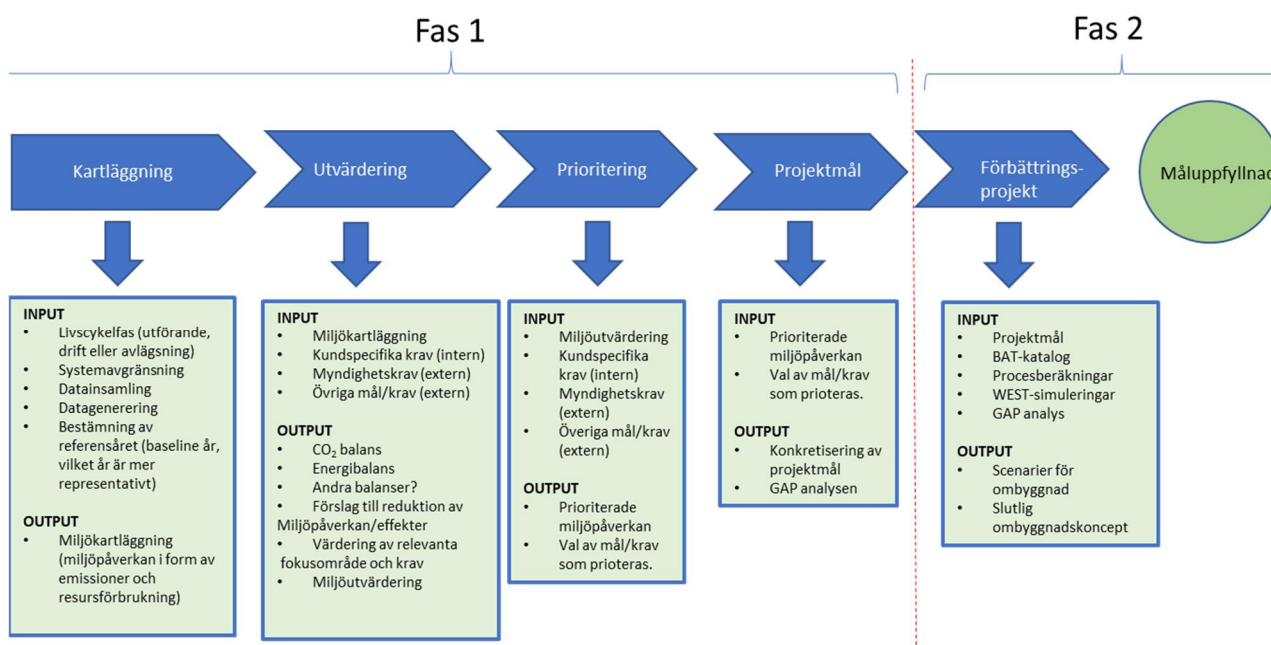 Fas 1
Fas 2
Kartläggning
Utvärdering
Prioritering
Projektmål
Förbättrings-
projekt
Måluppfyllnad
INPUT
• Livscykelfas (utförande,
drift eller avlägsning)
• Systemavgränsning
• Datainsamling
• Datagenerering
• Bestämning av
referensåret (baseline år,
vilket år är mer
representativt)
OUTPUT
• Miljökartläggning
(miljöpåverkan i form av
emissioner och
resursförbrukning)
INPUT
• Miljökartläggning
• Kundspecifika krav (intern)
• Myndighetskrav (extern)
• Övriga mål/krav (extern)
OUTPUT
• CO₂ balans
• Energibalans
• Andra balanser?
• Förslag till reduktion av
Miljöpåverkan/effekter
• Värdering av relevanta
fokusområde och krav
• Miljöutvärdering
INPUT
• Miljöutvärdering
• Kundspecifika
krav (intern)
• Myndighetskrav
(extern)
• Överiga mål/krav
(extern)
OUTPUT
• Prioriterade
miljöpåverkan
• Val av mål/krav
som prioteras.
INPUT
• Prioriterade
miljöpåverkan
• Val av mål/krav
som prioteras.
OUTPUT
• Konkretisering av
projektmål
• GAP analysen
INPUT
• Projektmål
• BAT-katalog
• Procesberäkningar
• WEST-simuleringar
• GAP analys
OUTPUT
• Scenarier för
ombyggnad
• Slutlig
ombyggnadskoncept